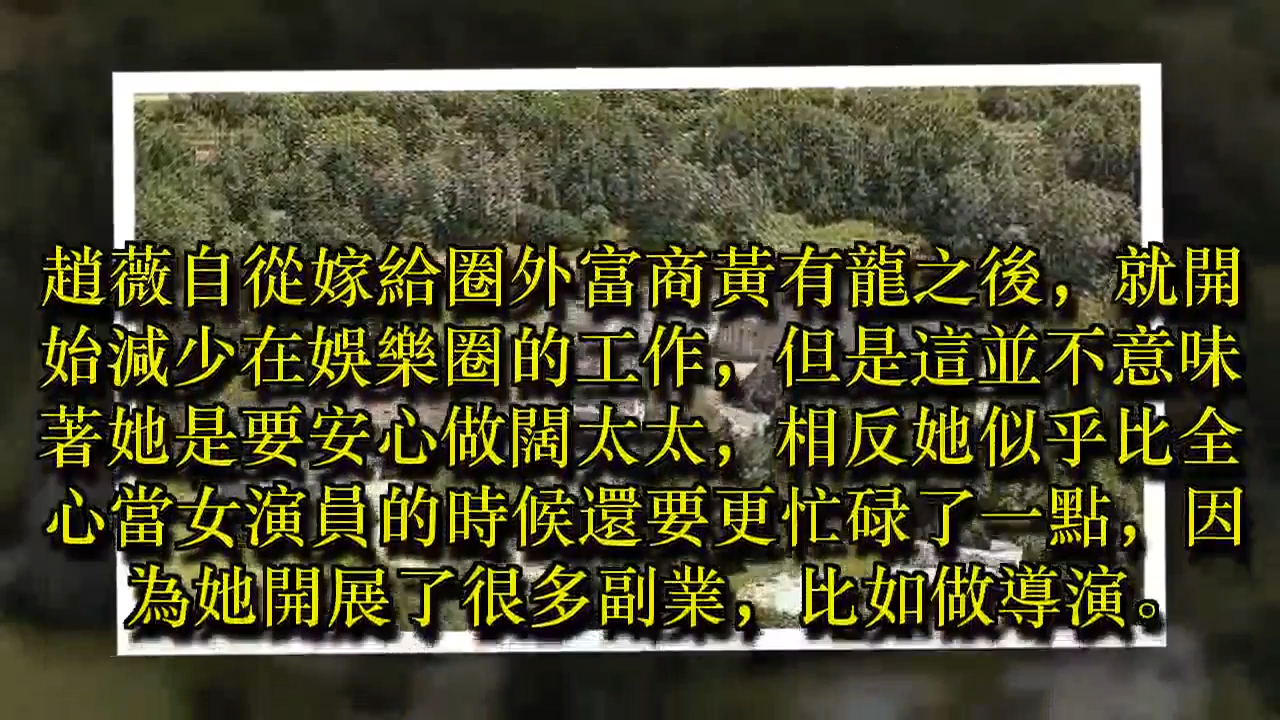 趙薇自從嫁給圈外富商黃有龍之後，就開
始減少在娛樂圈的工作，但是這並不意味
著她是要安心做闊太太，相反她似乎比全
心當女演員的時候還要更忙碌了一點，因
為她開展了很多副業，比如做導演。